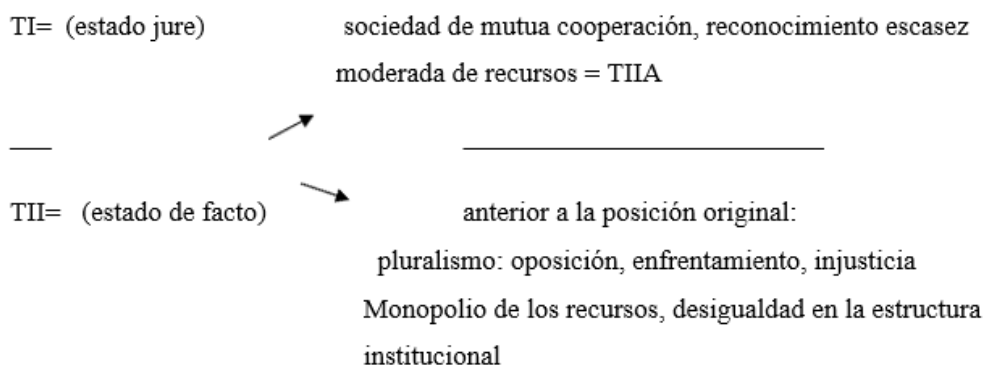 TI= (estado jure) sociedad de mutua cooperación, reconocimiento escasez
moderada de recursos = TIIA
TII= (estado de facto) anterior a la posición original:
pluralismo: oposición, enfrentamiento, injusticia
Monopolio de los recursos, desigualdad en la estructura
institucional